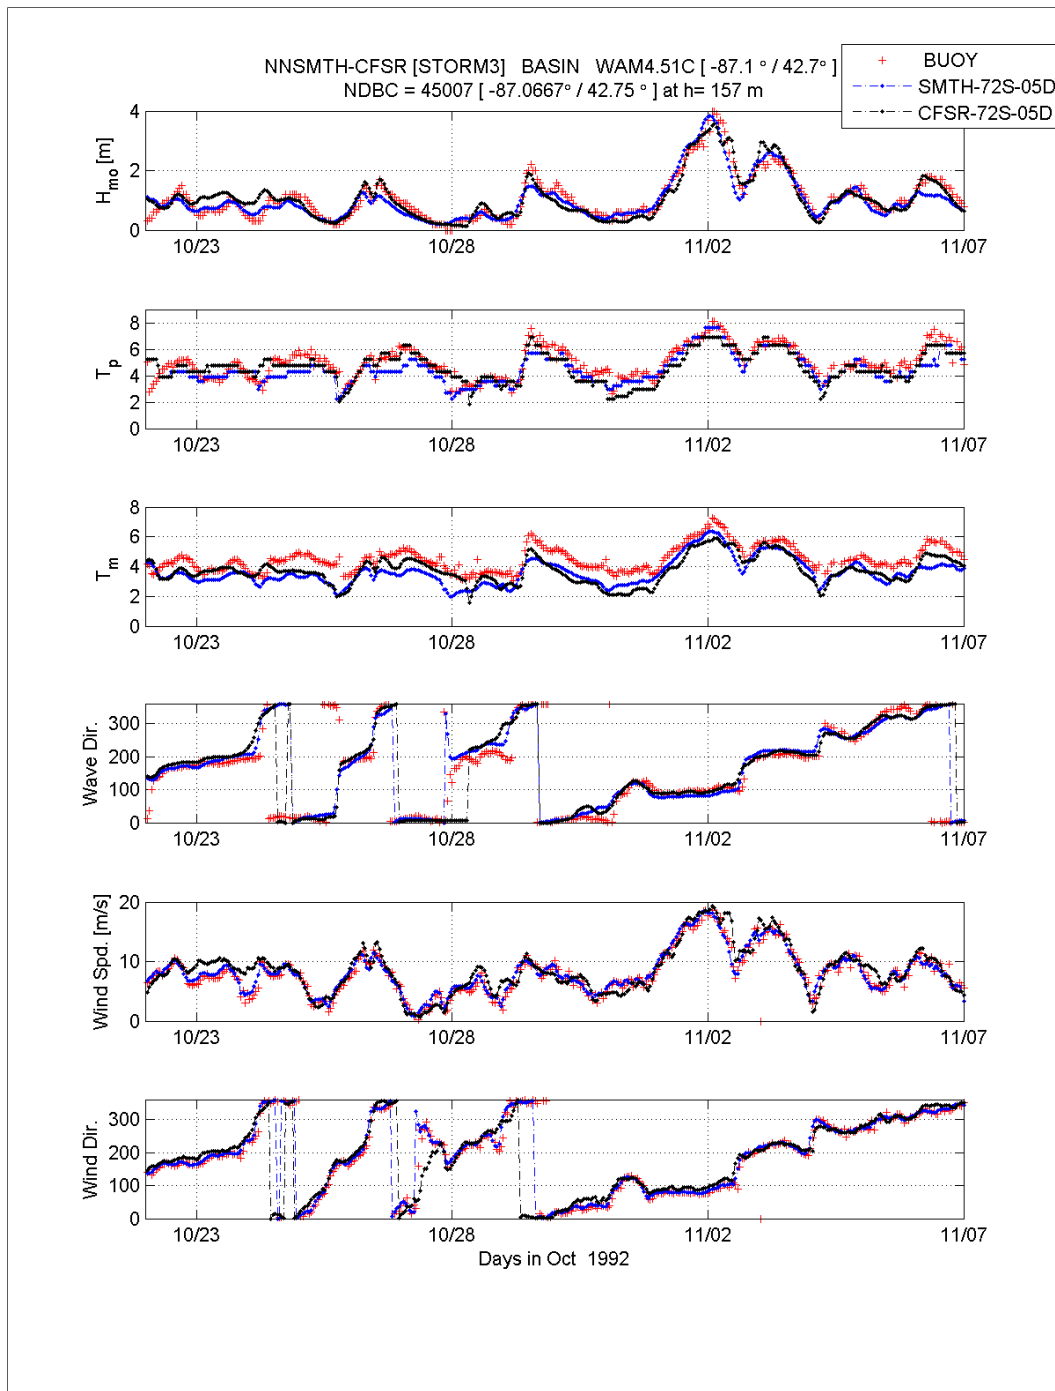 NNSMTH-CFSR [STORM3] BASIN WAM4.51C [ -87.1 ° / 42.7° ]
NDBC = 45007 [ -87.0667° / 42.75 ° ] at h= 157 m
BUOY
SMTH-72S-05D
CFSR-72S-05D
H_mo [m]
4
2
0
10/23 10/28 11/02 11/07
T_p
8
6
4
2
0
10/23 10/28 11/02 11/07
T_m
8
6
4
2
0
10/23 10/28 11/02 11/07
Wave Dir.
300
200
100
0
10/23 10/28 11/02 11/07
Wind Spd. [m/s]
20
10
0
10/23 10/28 11/02 11/07
Wind Dir.
300
200
100
0
10/23 10/28 11/02 11/07
Days in Oct 1992